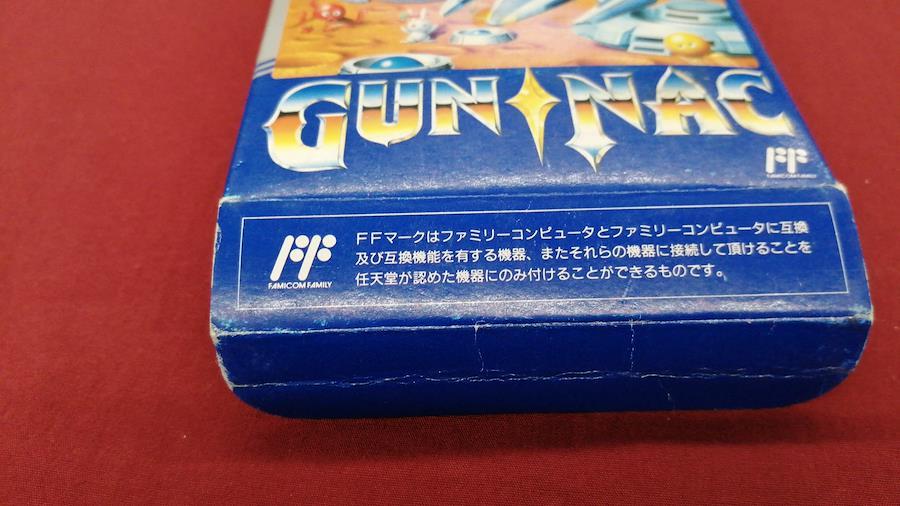 GUN NAC
FF
FAMICOM FAMILY
FFマークはファミリーコンピュータとファミリーコンピュータに互換
及び互換機能を有する機器、またそれらの機器に接続して頂けることを
任天堂が認めた機器にのみ付けることができるものです。
FF
FAMICOM FAMILY